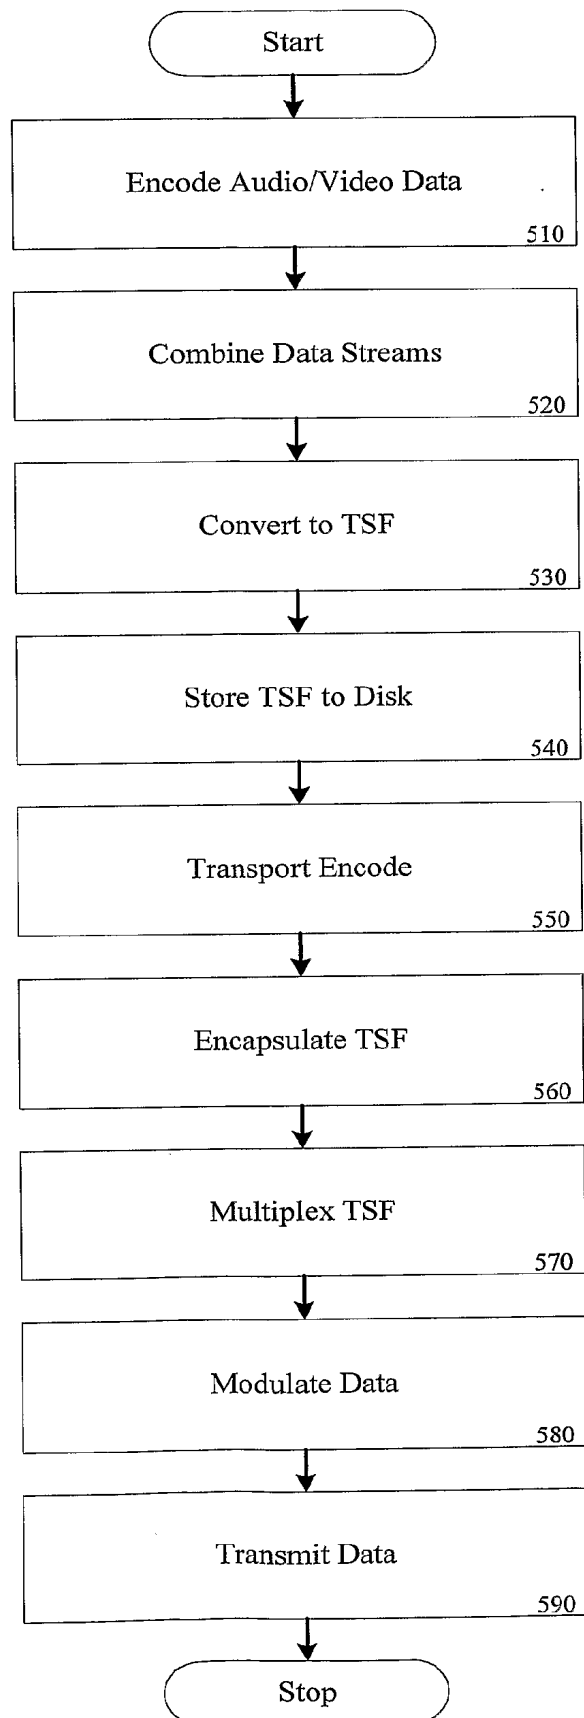 Start
Encode Audio/Video Data
510
Combine Data Streams
520
Convert to TSF
530
Store TSF to Disk
540
Transport Encode
550
Encapsulate TSF
560
Multiplex TSF
570
Modulate Data
580
Transmit Data
590
Stop